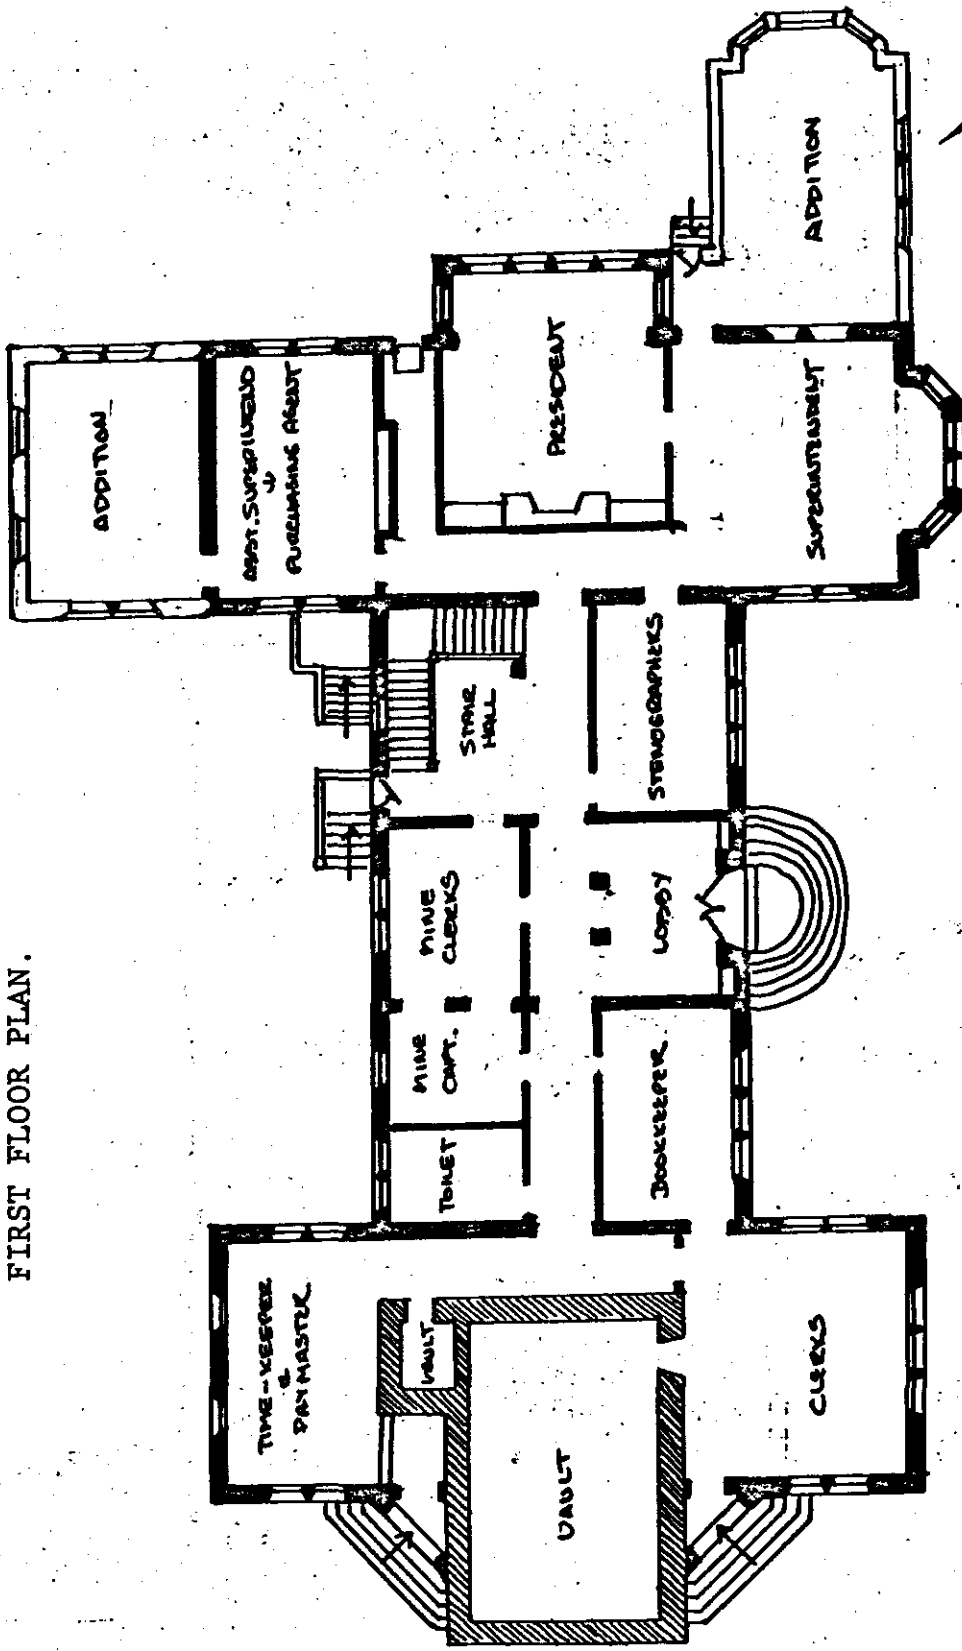 FIRST FLOOR PLAN.
ADDITION
TIME-KEEPER
&
PAYMASTER
ASST. SUPERINTEND
&
PURCHASING AGENT
VAULT
TOILET
MINE
CAPT.
MINE
CLERKS
STAIR
HALL
PRESIDENT
VAULT
BOOKKEEPER
LOBBY
STENOGRAPHERS
CLERKS
SUPERINTENDENT
ADDITION